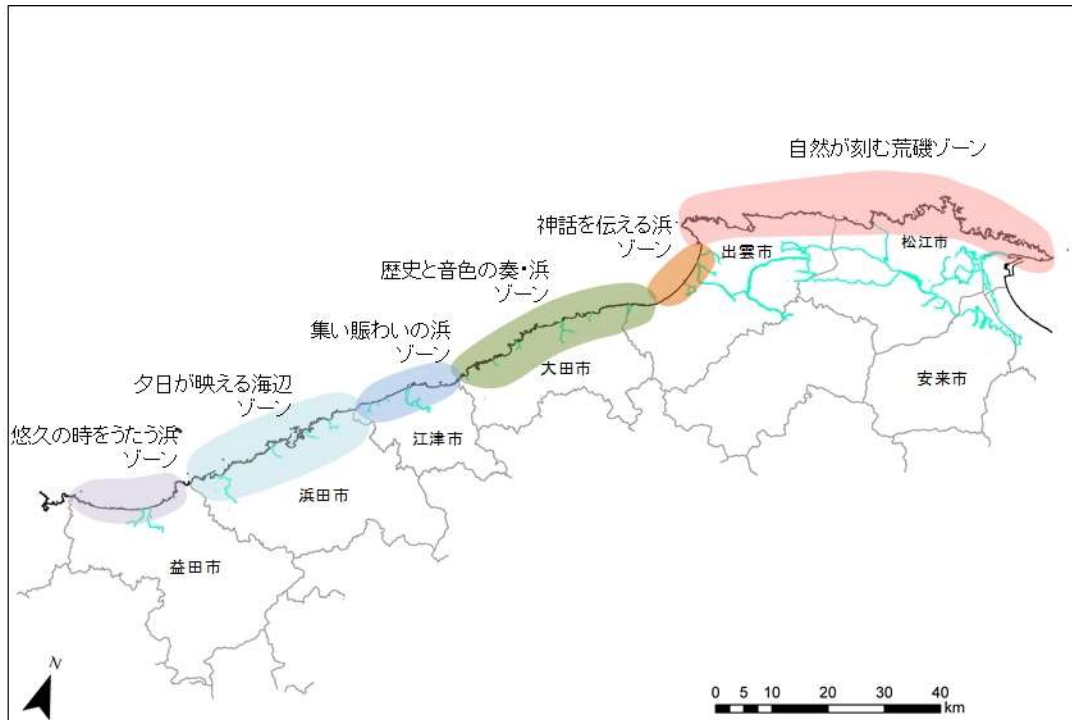 自然が刻む荒磯ゾーン
神話を伝える浜
ゾーン
出雲市
松江市
歴史と音色の奏・浜
ゾーン
集い賑わいの浜
ゾーン
大田市
安来市
夕日が映える海辺
ゾーン
江津市
悠久の時をうたう浜
ゾーン
浜田市
益田市
N
0 5 10 20 30 40
km